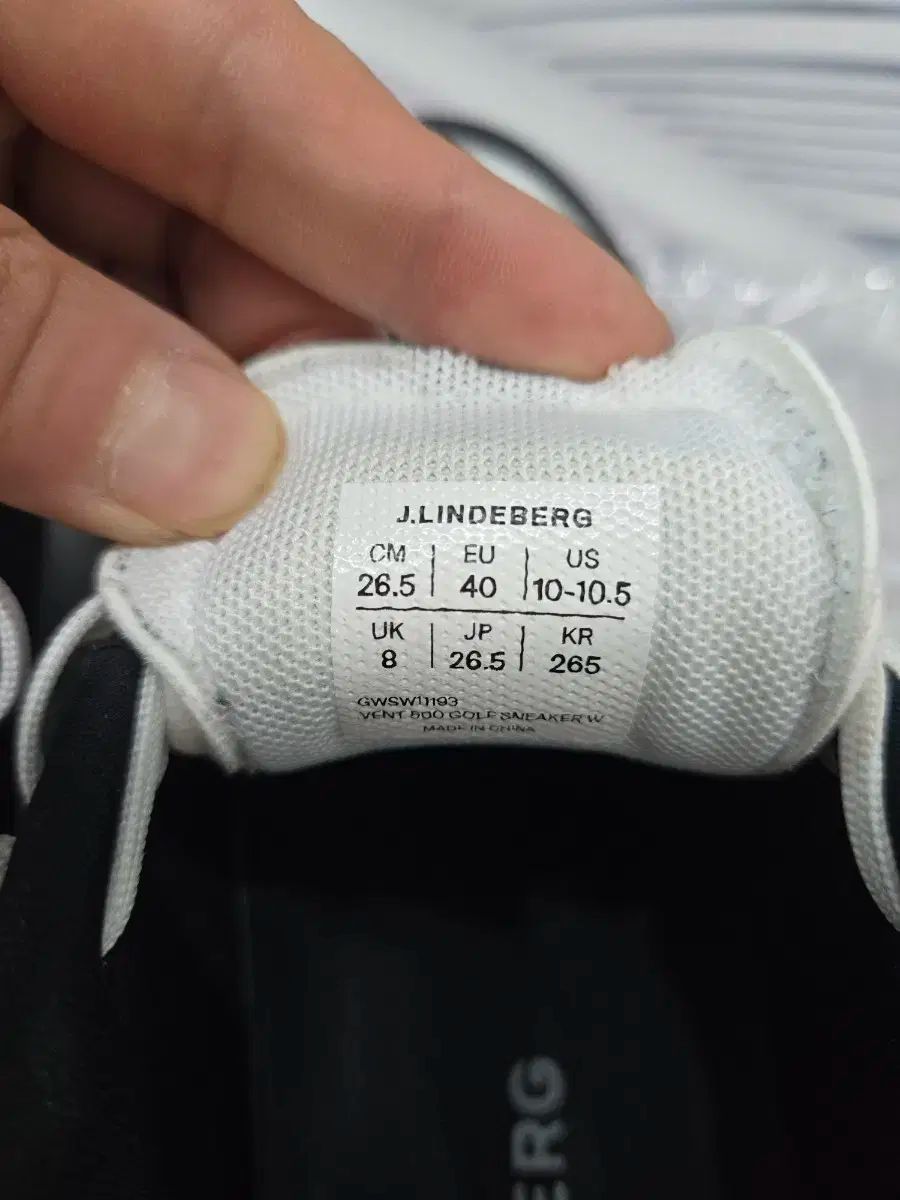 J.LINDEBERG
CM | EU | US
26.5 | 40 | 10-10.5
UK | JP | KR
8 | 26.5 | 265
GWSW11193
VENT 500 GOLF SNEAKER W
MADE IN CHINA
ERG